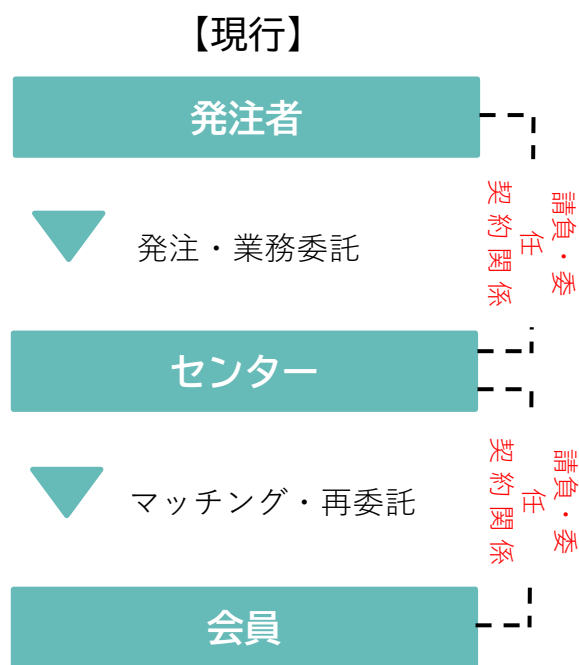 【現行】
発注者
発注・業務委託
請負・委
任
契約関係
センター
マッチング・再委託
請負・委
任
契約関係
会員